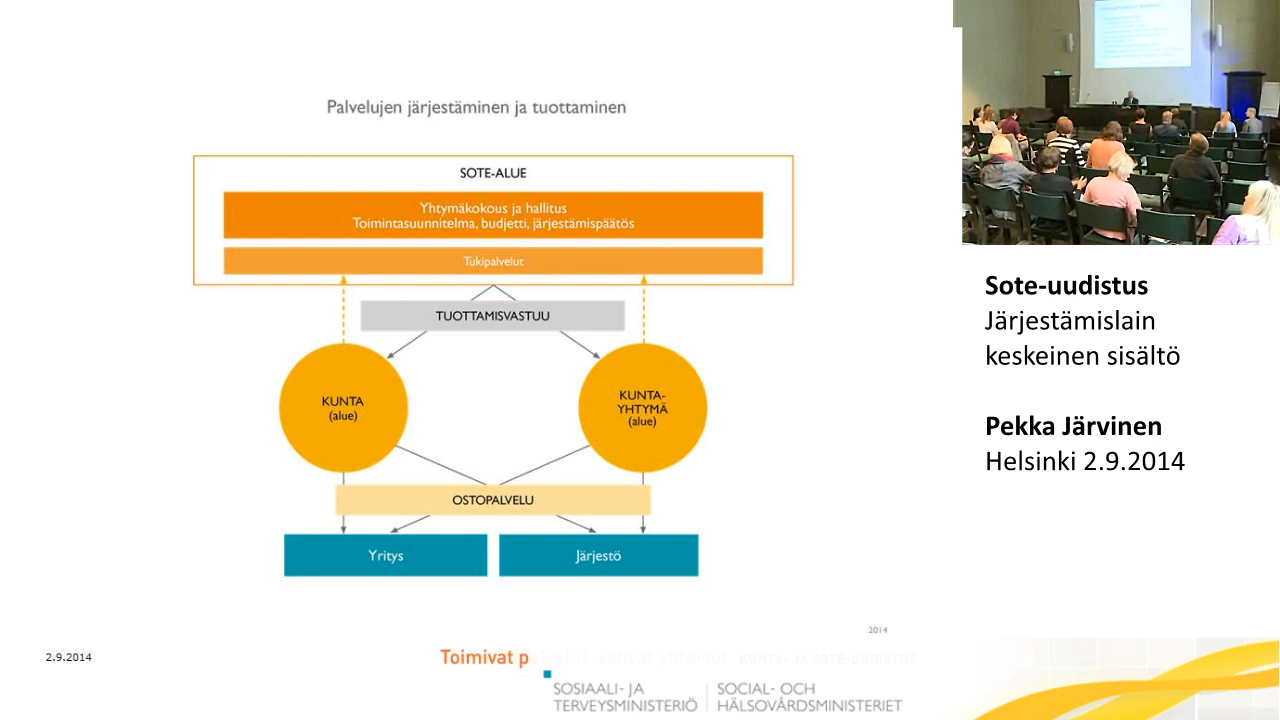 Palvelujen järjestäminen ja tuottaminen
SOTE-ALUE
Yhtymäkokous ja hallitus
Toimintasuunnitelma, budjetti, järjestämispäätös
Tukipalvelut
TUOTTAMISVASTUU
KUNTA
(alue)
KUNTA-
YHTYMÄ
(alue)
OSTOPALVELU
Yritys
Järjestö
2014
2.9.2014
Toimivat p
KUNTA- JA SOTE-UUDISTUS
SOSIAALI- JA
TERVEYSMINISTERIÖ
SOCIAL- OCH
HÄLSOVÅRDSMINISTERIET
Sote-uudistus
Järjestämislain
keskeinen sisältö
Pekka Järvinen
Helsinki 2.9.2014